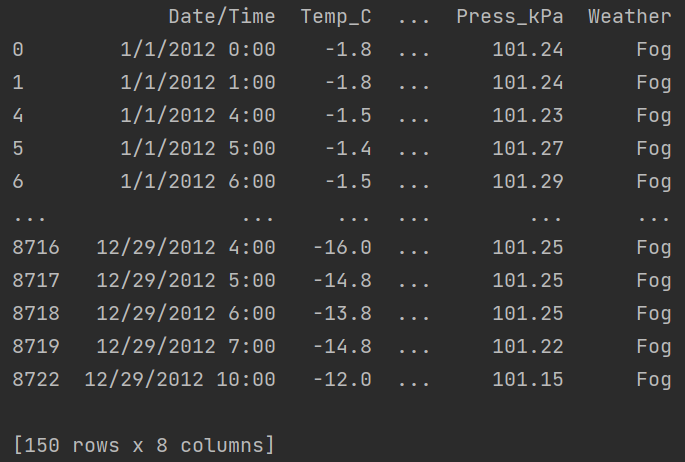 Date/Time Temp_C ... Press_kPa Weather
0 1/1/2012 0:00 -1.8 ... 101.24 Fog
1 1/1/2012 1:00 -1.8 ... 101.24 Fog
4 1/1/2012 4:00 -1.5 ... 101.23 Fog
5 1/1/2012 5:00 -1.4 ... 101.27 Fog
6 1/1/2012 6:00 -1.5 ... 101.29 Fog
... ... ... ... ... ...
8716 12/29/2012 4:00 -16.0 ... 101.25 Fog
8717 12/29/2012 5:00 -14.8 ... 101.25 Fog
8718 12/29/2012 6:00 -13.8 ... 101.25 Fog
8719 12/29/2012 7:00 -14.8 ... 101.22 Fog
8722 12/29/2012 10:00 -12.0 ... 101.15 Fog
[150 rows x 8 columns]